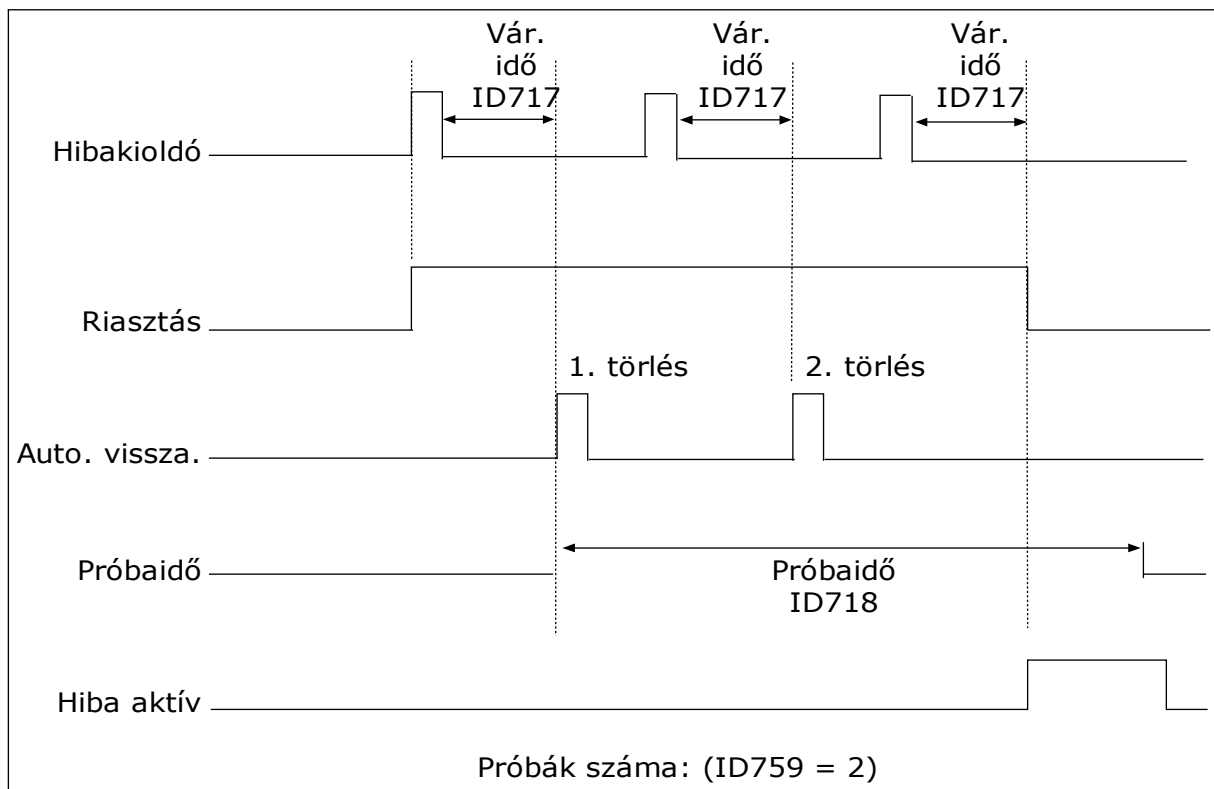 Vár.
idő
ID717
Vár.
idő
ID717
Vár.
idő
ID717
Hibakioldó
Riasztás
1. törlés
2. törlés
Auto. vissza.
Próbaidő
Próbaidő
ID718
Hiba aktív
Próbák száma: (ID759 = 2)